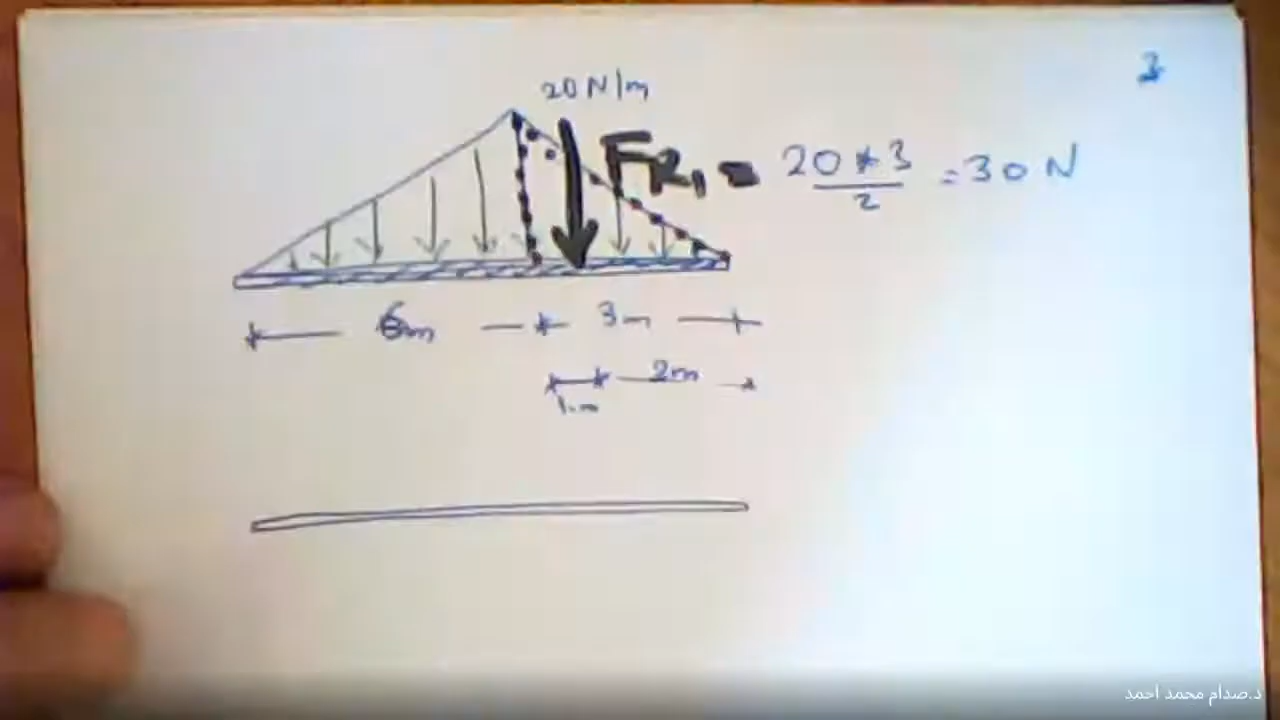 3
20 N/m
FR1 = 20 * 3 / 2 = 30 N
6m 3m
2m
1m
د.صدام محمد احمد